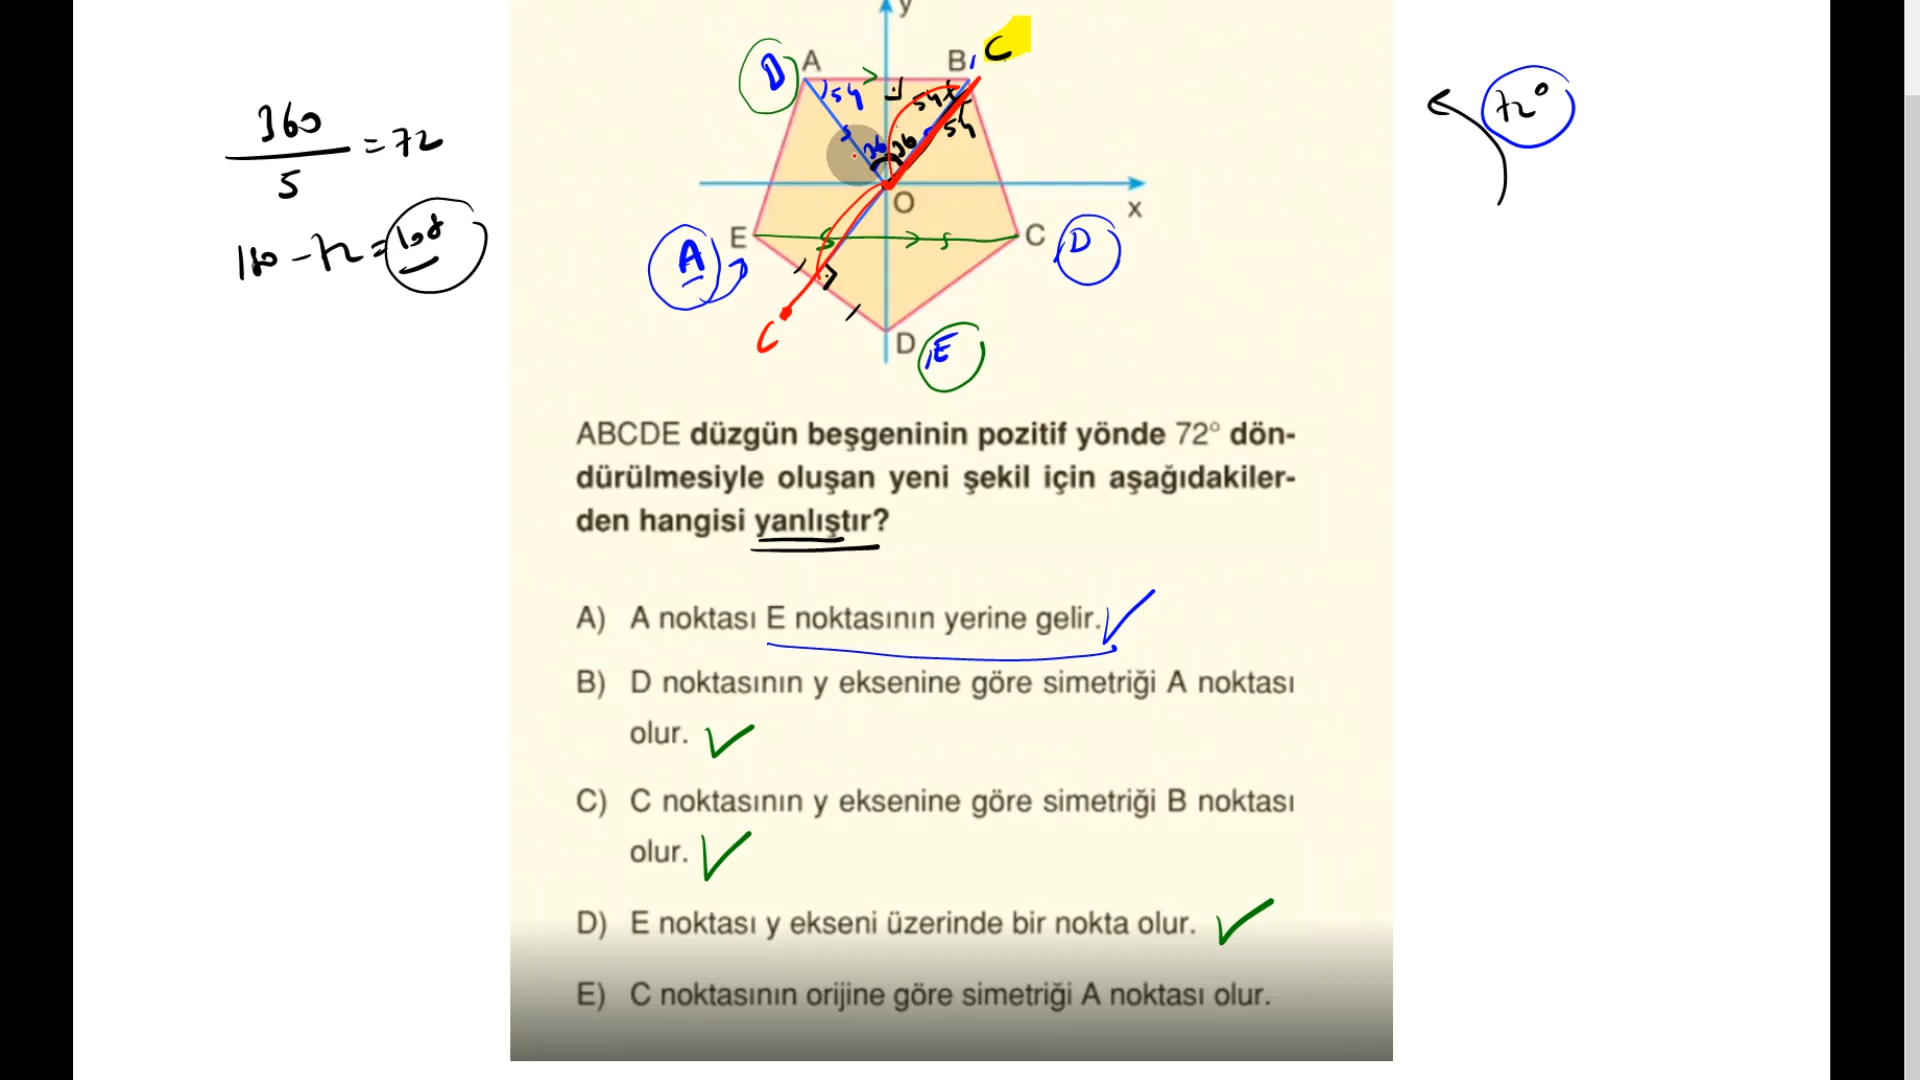 y
A
B
C
D
54
54
54
36
36
s
O
x
E
C
D
A
s
s
C
D
E
360
5
= 72
180 - 72 = 108
72°
ABCDE düzgün beşgeninin pozitif yönde 72° dön-
dürülmesiyle oluşan yeni şekil için aşağıdakiler-
den hangisi yanlıştır?
A) A noktası E noktasının yerine gelir.
B) D noktasının y eksenine göre simetriği A noktası
olur.
C) C noktasının y eksenine göre simetriği B noktası
olur.
D) E noktası y ekseni üzerinde bir nokta olur.
E) C noktasının orijine göre simetriği A noktası olur.